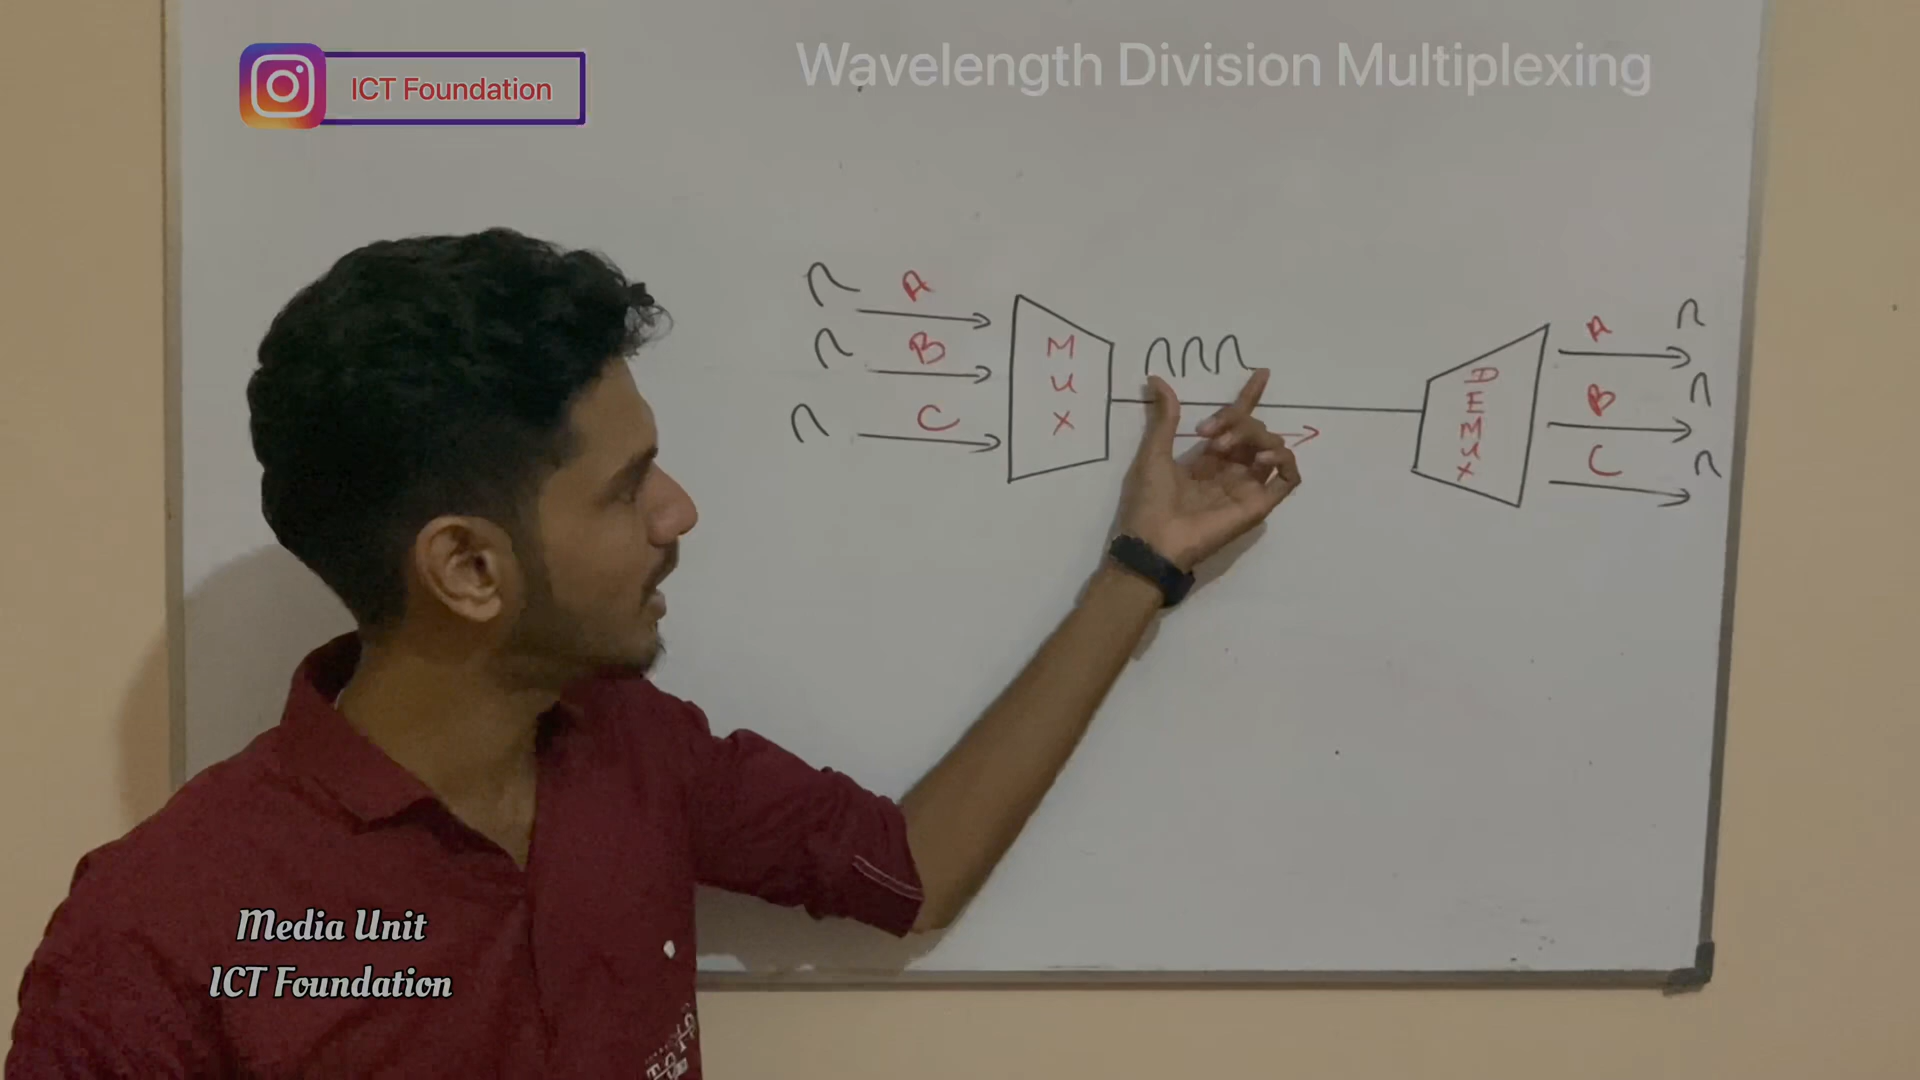 ICT Foundation
Wavelength Division Multiplexing
A
B
C
MUX
DEMUX
A
B
C
Media Unit
ICT Foundation